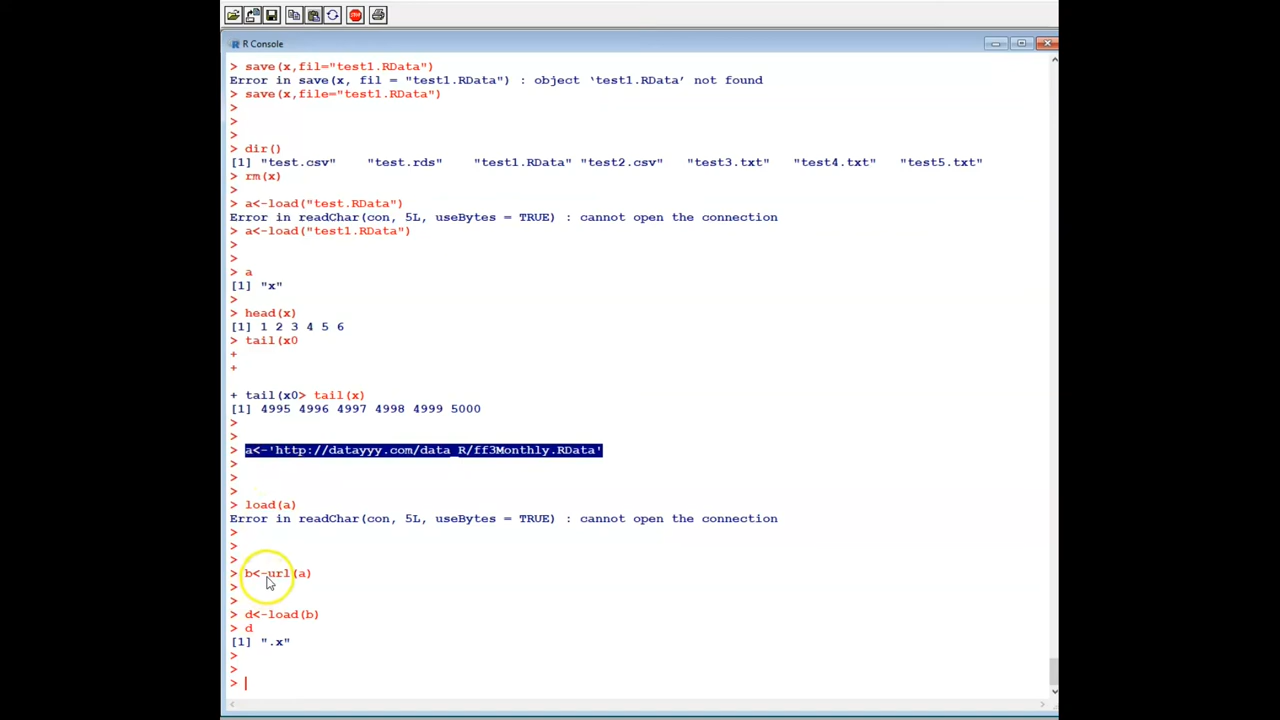 R Console
> save(x,fil="test1.RData")
Error in save(x, fil = "test1.RData") : object ‘test1.RData’ not found
> save(x,file="test1.RData")
>
>
>
> dir()
[1] "test.csv" "test.rds" "test1.RData" "test2.csv" "test3.txt" "test4.txt" "test5.txt"
> rm(x)
>
> a<-load("test.RData")
Error in readChar(con, 5L, useBytes = TRUE) : cannot open the connection
> a<-load("test1.RData")
>
>
> a
[1] "x"
>
> head(x)
[1] 1 2 3 4 5 6
> tail(x0
+
+
+ tail(x0> tail(x)
[1] 4995 4996 4997 4998 4999 5000
>
>
> a<-'http://datayyy.com/data_R/ff3Monthly.RData'
>
>
>
> load(a)
Error in readChar(con, 5L, useBytes = TRUE) : cannot open the connection
>
>
>
> b<-url(a)
>
>
> d<-load(b)
> d
[1] ".x"
>
>
>